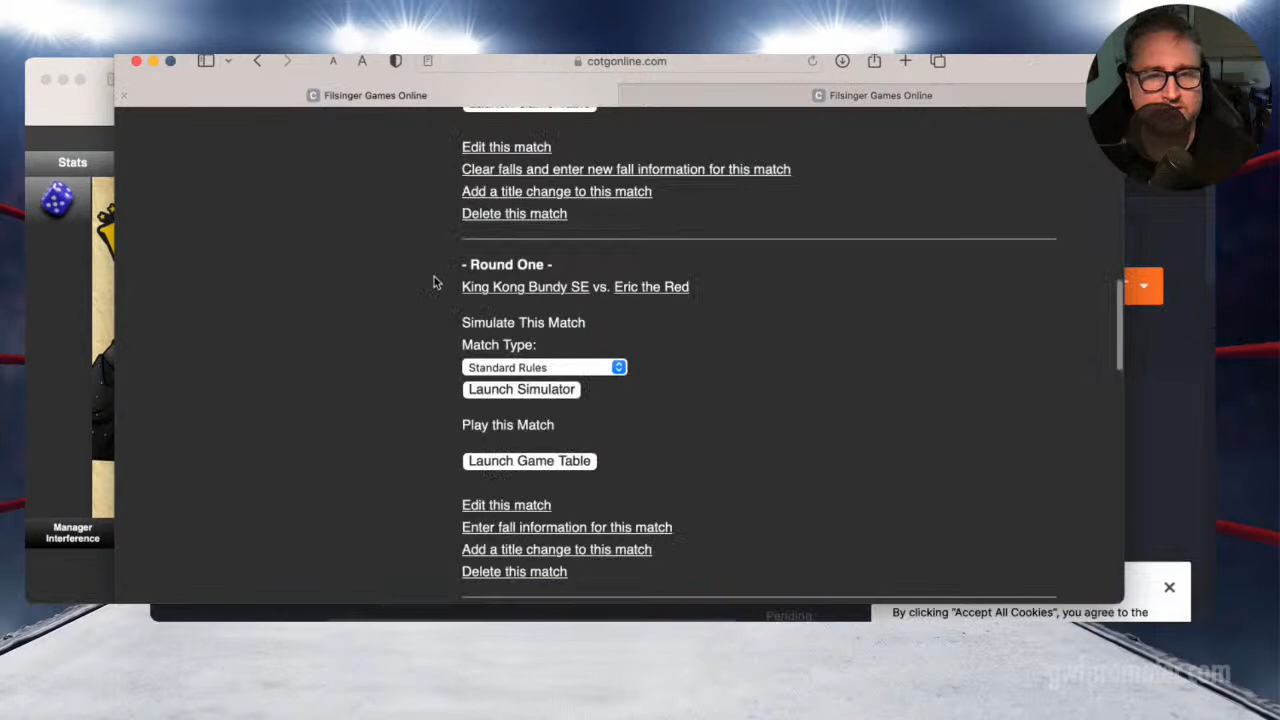 cotgonline.com
Filsinger Games Online
Filsinger Games Online
Stats
Edit this match
Clear falls and enter new fall information for this match
Add a title change to this match
Delete this match
- Round One -
King Kong Bundy SE vs. Eric the Red
Simulate This Match
Match Type:
Standard Rules
Launch Simulator
Play this Match
Launch Game Table
Edit this match
Enter fall information for this match
Add a title change to this match
Delete this match
Manager
Interference
Pending
By clicking "Accept All Cookies", you agree to the